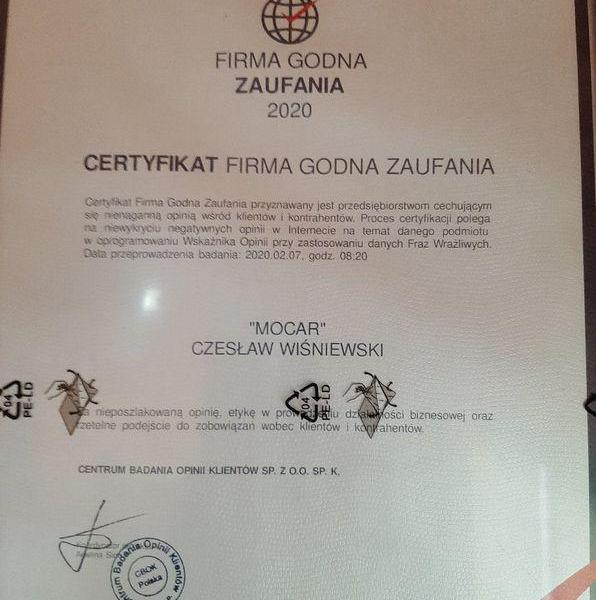 FIRMA GODNA
ZAUFANIA
2020
CERTYFIKAT FIRMA GODNA ZAUFANIA
Certyfikat Firma Godna Zaufania przyznawany jest przedsiębiorstwom cechującym
się nienaganną opinią wśród klientów i kontrahentów. Proces certyfikacji polega
na niewykryciu negatywnych opinii w Internecie na temat danego podmiotu
w oprogramowaniu Wskaźnika Opinii przy zastosowaniu danych Fraz Wrażliwych.
Data przeprowadzenia badania: 2020.02.07, godz. 08:20
"MOCAR"
CZESŁAW WIŚNIEWSKI
04
PE-LD
04
PE-LD
za nieposzlakowaną opinię, etykę w prowadzeniu działalności biznesowej oraz
rzetelne podejście do zobowiązań wobec klientów i kontrahentów.
CENTRUM BADANIA OPINII KLIENTÓW SP. Z O.O. SP. K.
Centrum Badania Opinii Klientów
CBOK
Polska